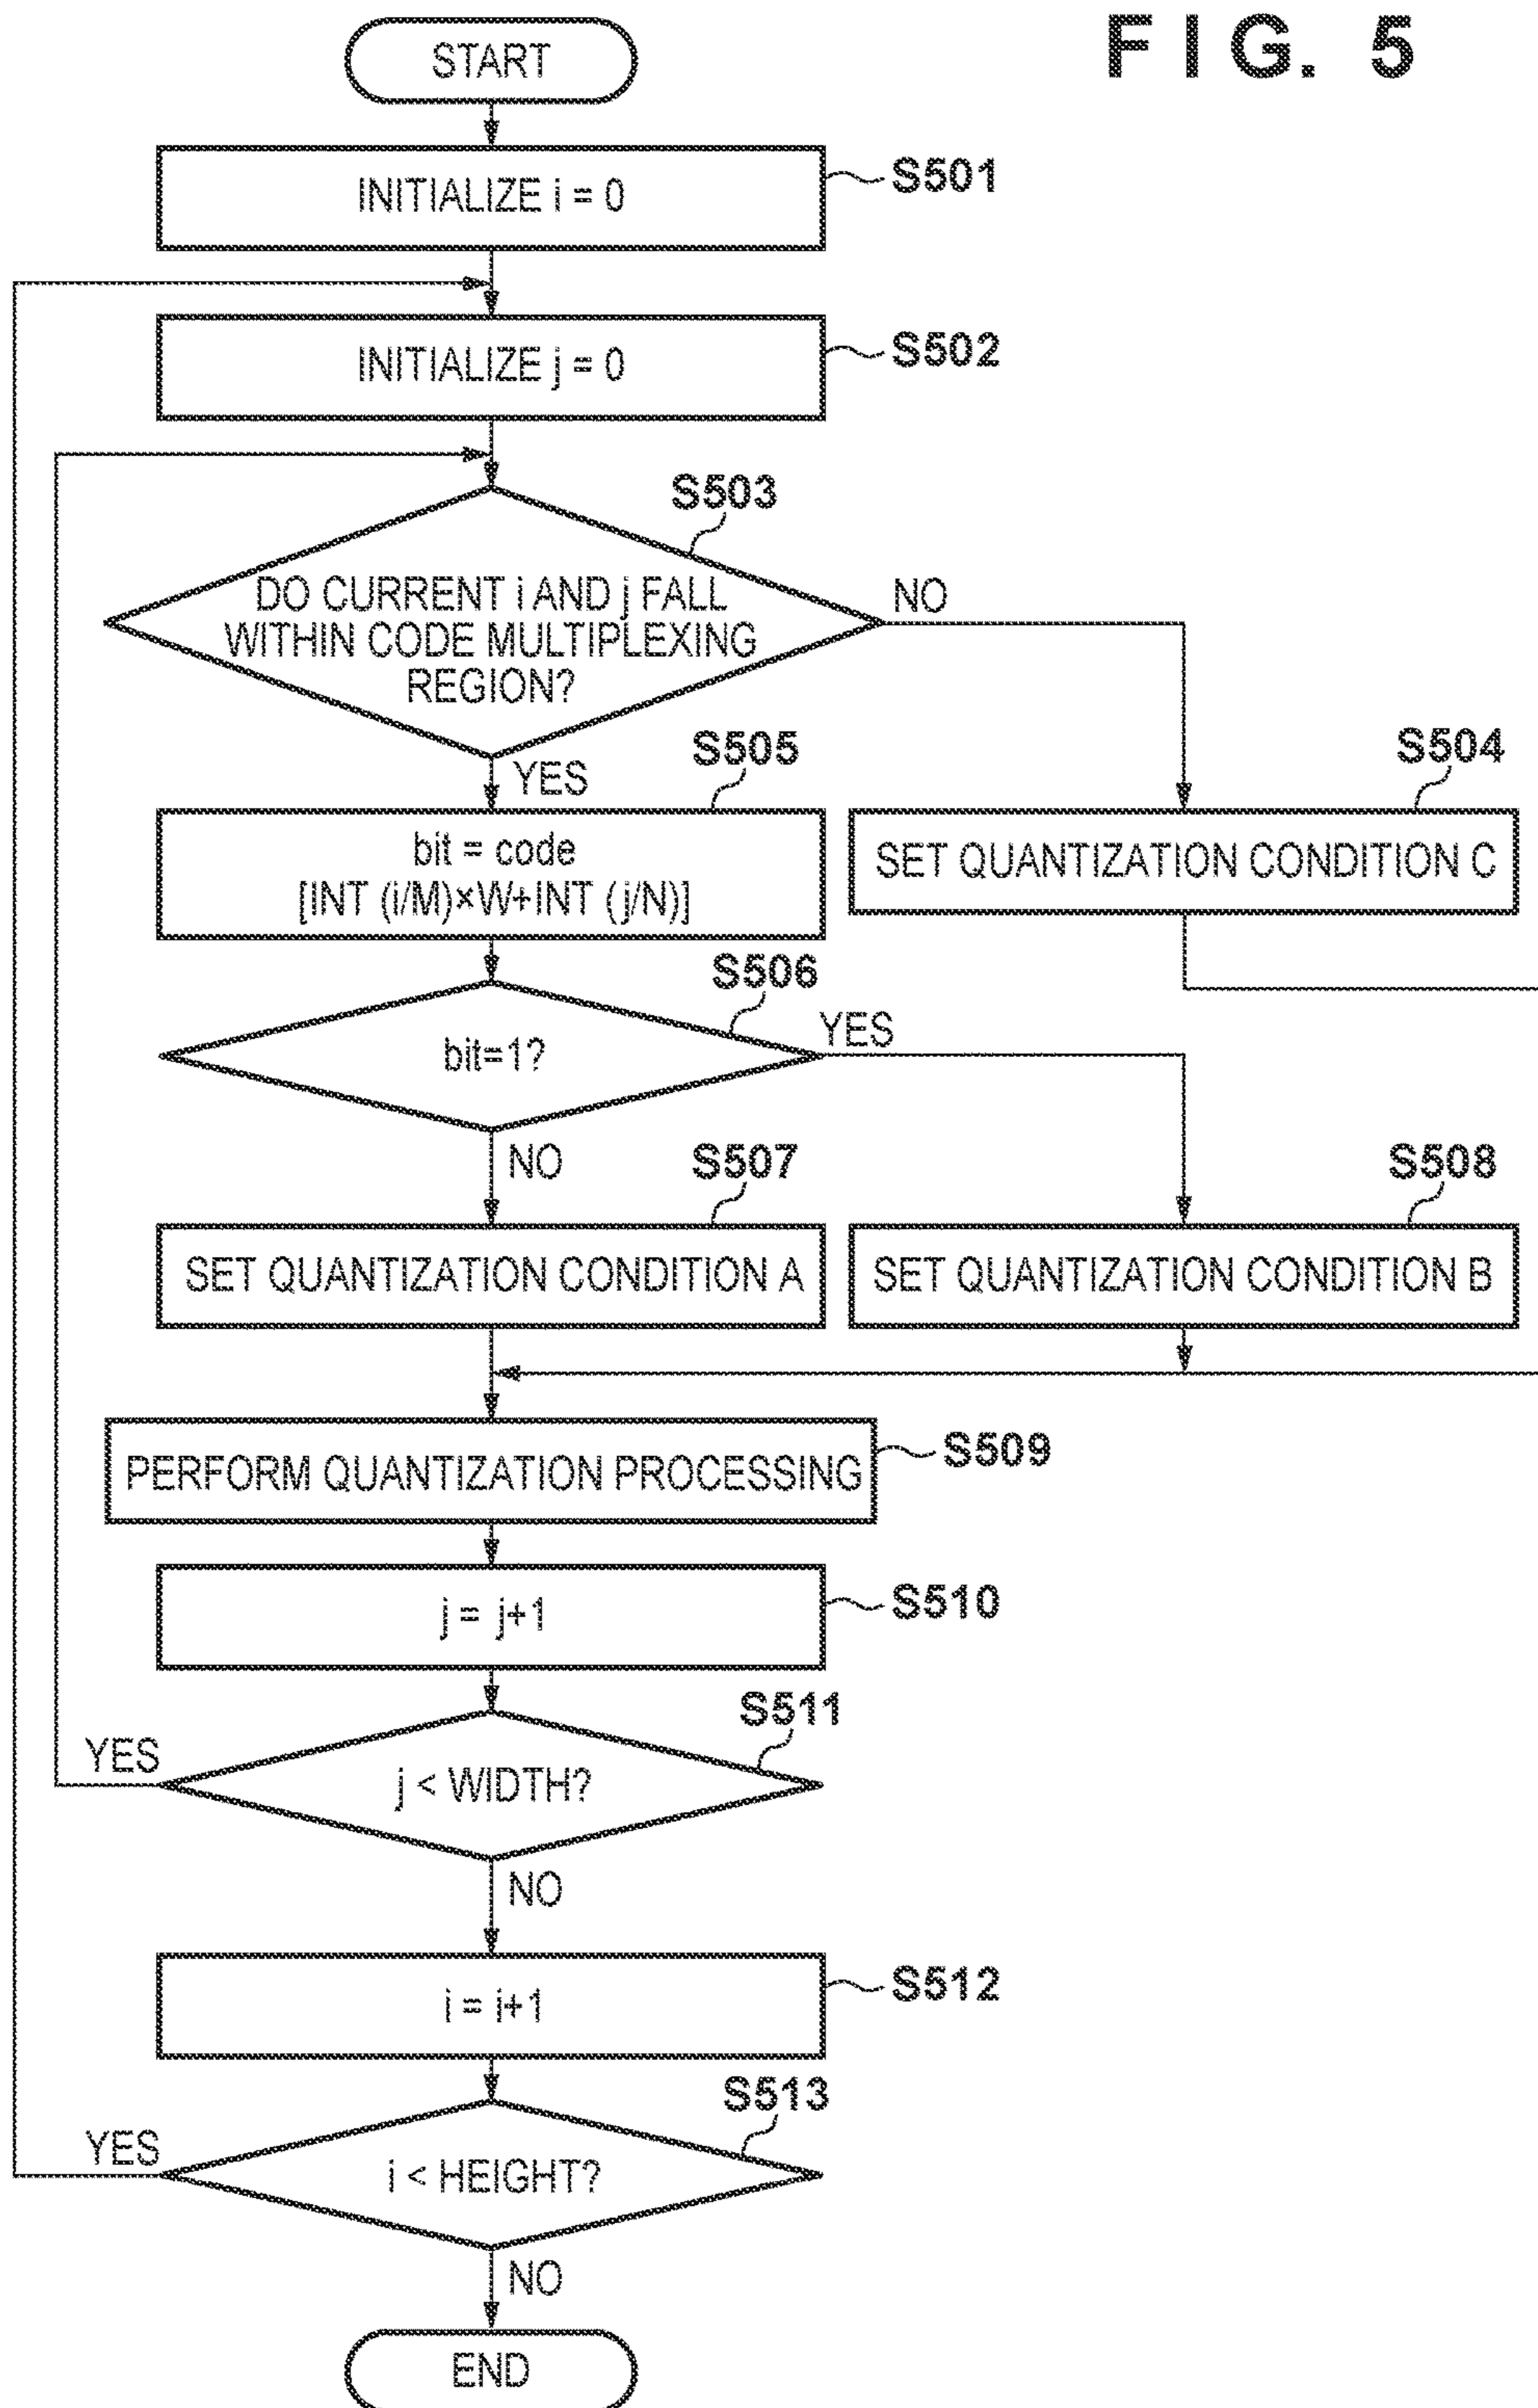 FIG. 5
START
INITIALIZE i = 0
S501
INITIALIZE j = 0
S502
S503
DO CURRENT i AND j FALL
WITHIN CODE MULTIPLEXING
REGION?
NO
YES
S505
bit = code
[INT (i/M)×W+INT (j/N)]
S504
SET QUANTIZATION CONDITION C
S506
bit=1?
YES
NO
S507
SET QUANTIZATION CONDITION A
S508
SET QUANTIZATION CONDITION B
PERFORM QUANTIZATION PROCESSING
S509
j = j+1
S510
S511
j < WIDTH?
YES
NO
i = i+1
S512
S513
i < HEIGHT?
YES
NO
END